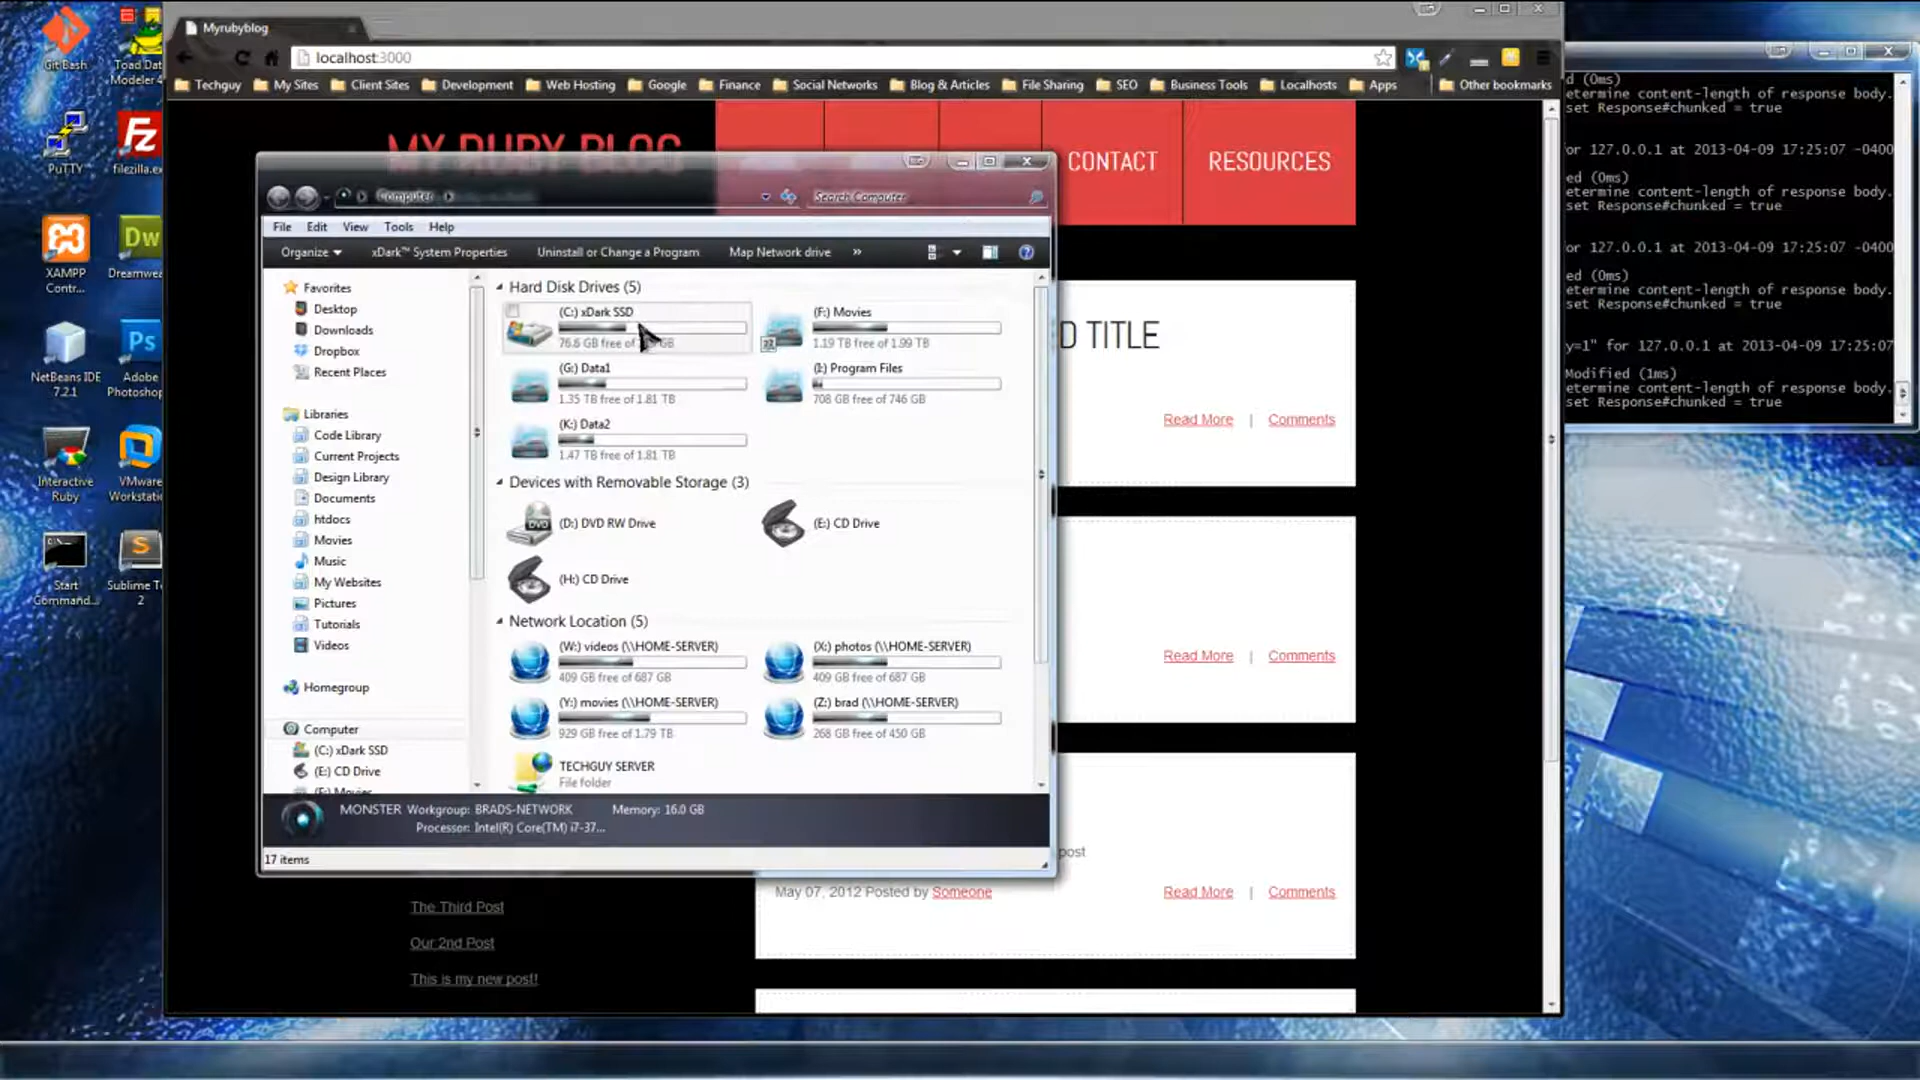 Git Bash
Toad Data
Modeler 4
PuTTY
filezilla.ex
XAMPP
Contr...
Dreamwea
NetBeans IDE
7.2.1
Adobe
Photoshop
Interactive
Ruby
VMware
Workstati
Start
Command...
Sublime Te
2
Myrubyblog
localhost:3000
Techguy
My Sites
Client Sites
Development
Web Hosting
Google
Finance
Social Networks
Blog & Articles
File Sharing
SEO
Business Tools
Localhosts
Apps
Other bookmarks
MY RUBY BLOG
CONTACT
RESOURCES
Computer
Search Computer
File Edit View Tools Help
Organize
xDark™ System Properties
Uninstall or Change a Program
Map Network drive
»
Favorites
Desktop
Downloads
Dropbox
Recent Places
Libraries
Code Library
Current Projects
Design Library
Documents
htdocs
Movies
Music
My Websites
Pictures
Tutorials
Videos
Homegroup
Computer
(C:) xDark SSD
(E:) CD Drive
(F:) Movies
Hard Disk Drives (5)
(C:) xDark SSD
76.6 GB free of GB
(F:) Movies
1.19 TB free of 1.99 TB
(G:) Data1
1.35 TB free of 1.81 TB
(I:) Program Files
708 GB free of 746 GB
(K:) Data2
1.47 TB free of 1.81 TB
Devices with Removable Storage (3)
DVD
(D:) DVD RW Drive
(E:) CD Drive
(H:) CD Drive
Network Location (5)
(W:) videos (\\HOME-SERVER)
409 GB free of 687 GB
(X:) photos (\\HOME-SERVER)
409 GB free of 687 GB
(Y:) movies (\\HOME-SERVER)
929 GB free of 1.79 TB
(Z:) brad (\\HOME-SERVER)
268 GB free of 450 GB
TECHGUY SERVER
File folder
MONSTER Workgroup: BRADS-NETWORK Memory: 16.0 GB
Processor: Intel(R) Core(TM) i7-37...
17 items
D TITLE
Read More | Comments
Read More | Comments
post
May 07, 2012 Posted by Someone
Read More | Comments
The Third Post
Our 2nd Post
This is my new post!
d (0ms)
etermine content-length of response body.
set Response#chunked = true
or 127.0.0.1 at 2013-04-09 17:25:07 -0400
ed (0ms)
etermine content-length of response body.
set Response#chunked = true
or 127.0.0.1 at 2013-04-09 17:25:07 -0400
ed (0ms)
etermine content-length of response body.
set Response#chunked = true
y=1" for 127.0.0.1 at 2013-04-09 17:25:07
Modified (1ms)
etermine content-length of response body.
set Response#chunked = true